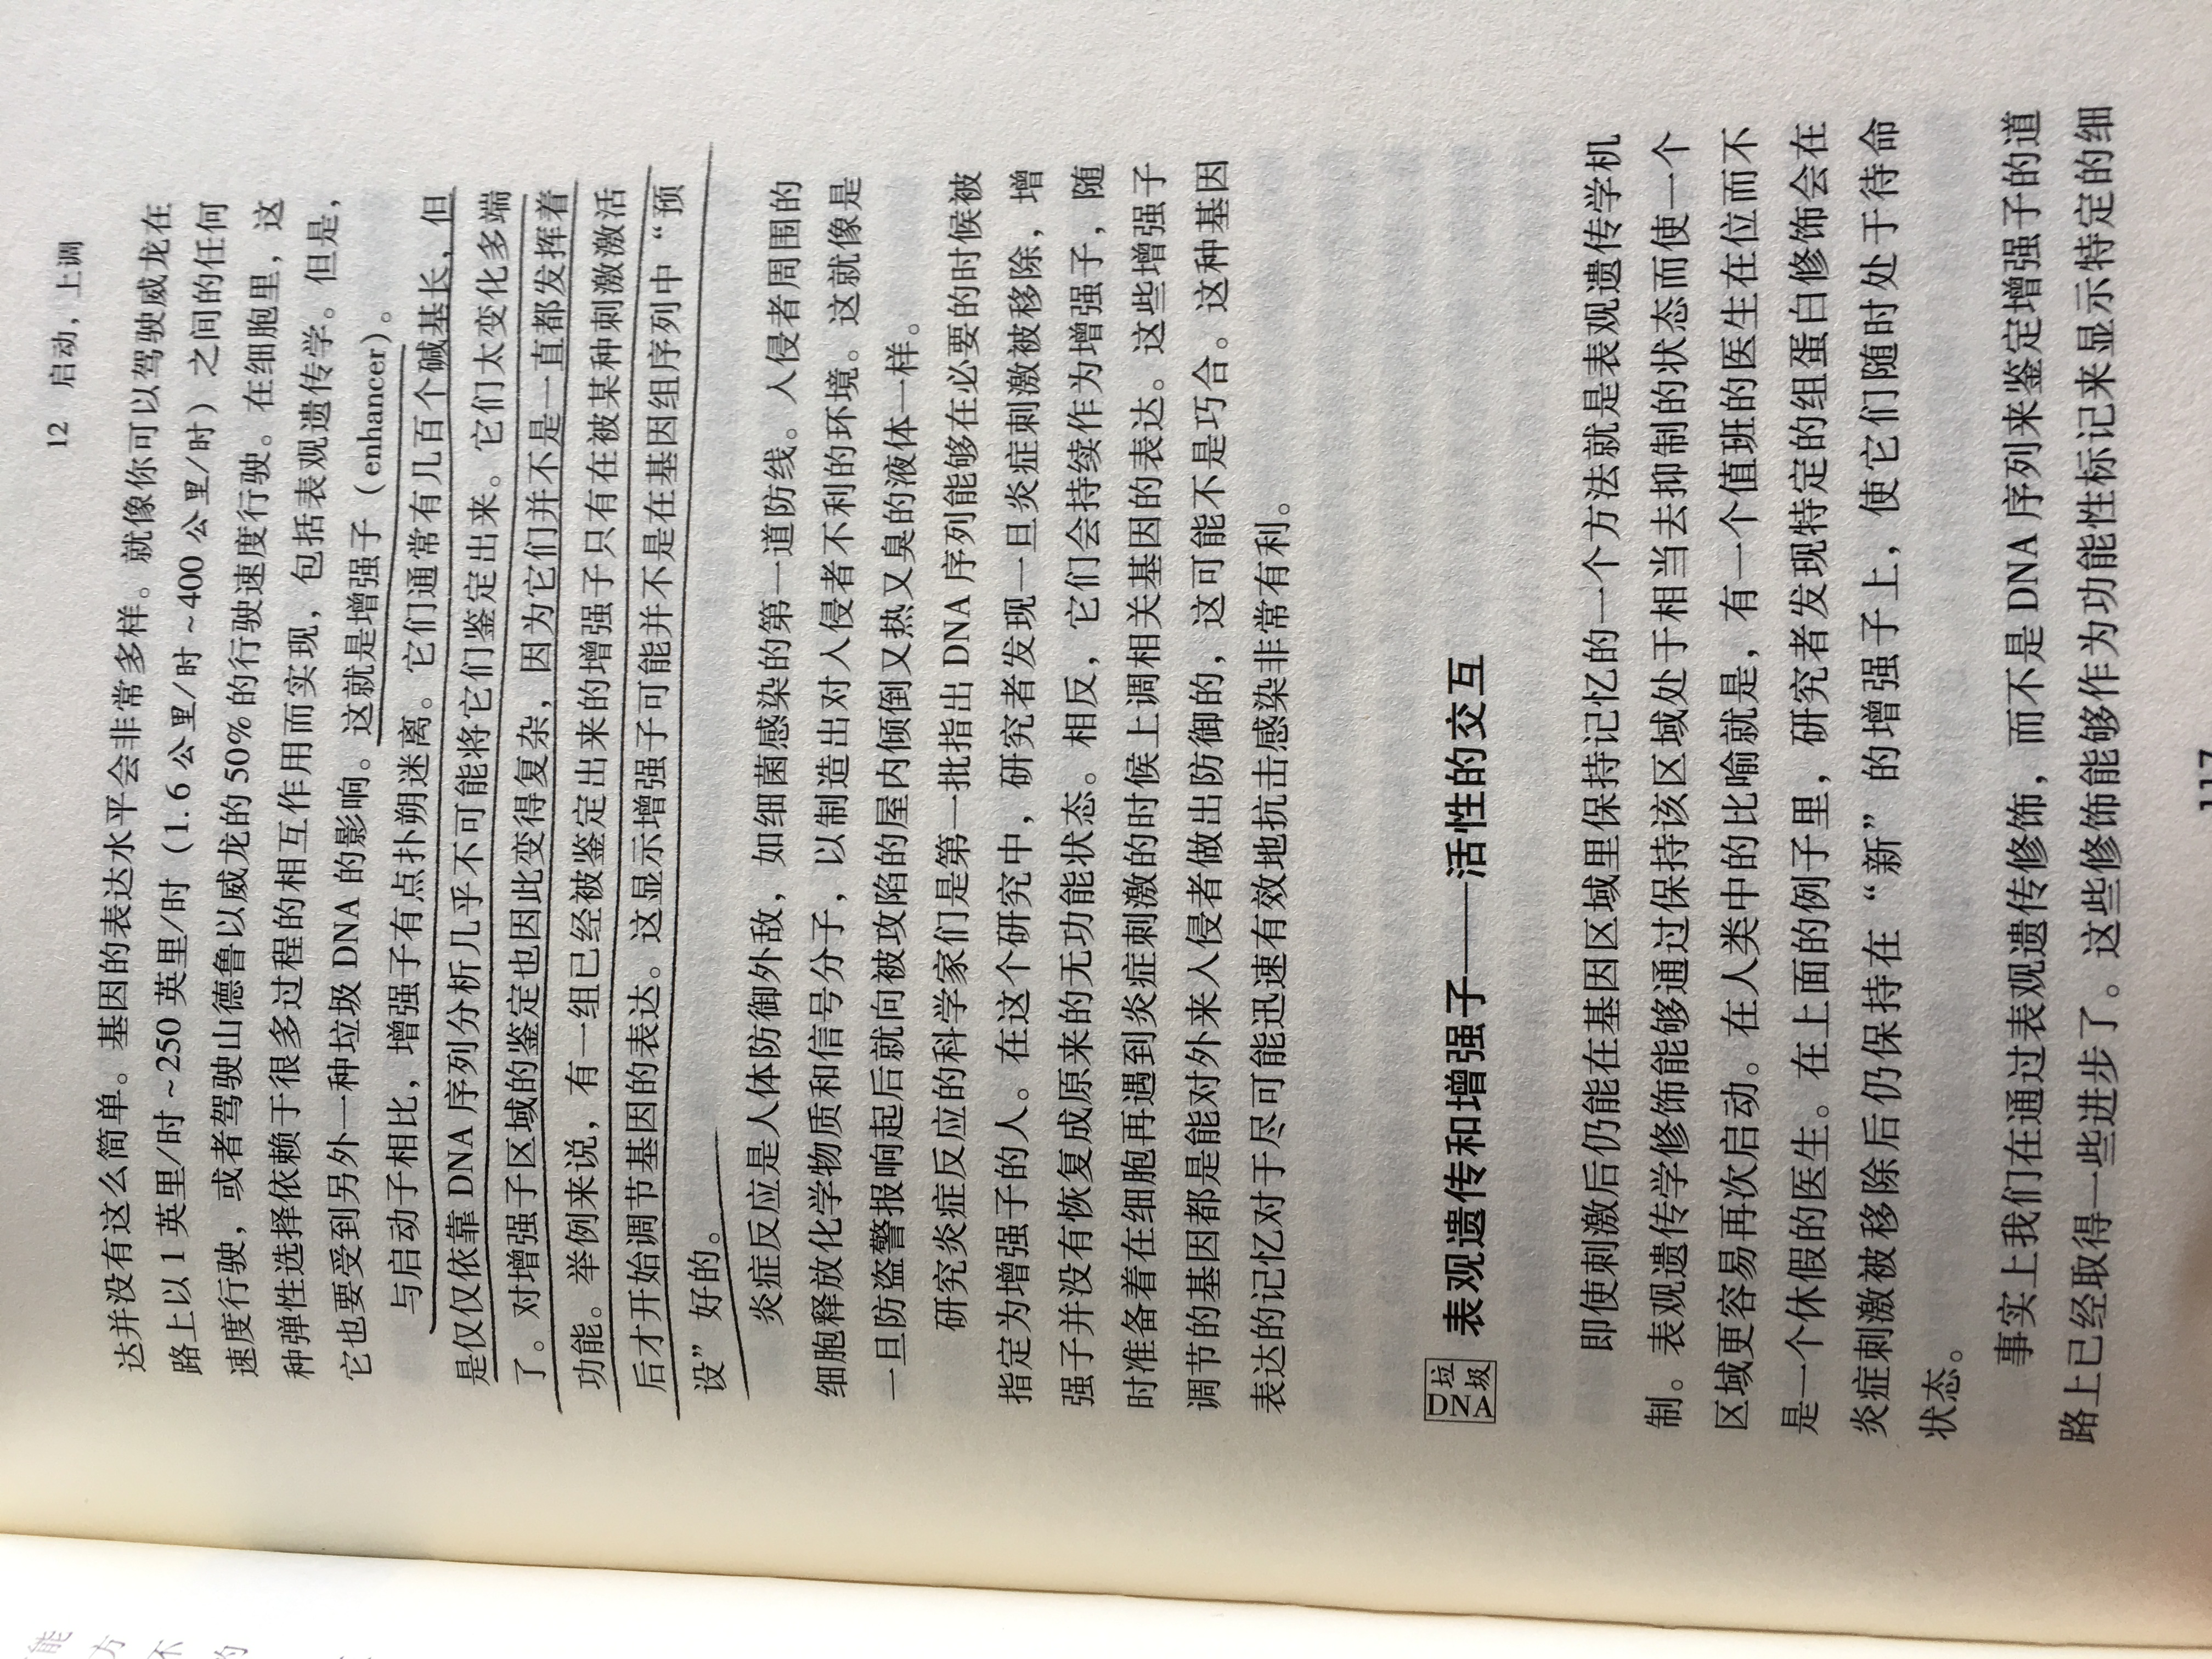 12 启动，上调
达并没有这么简单。基因的表达水平会非常多样。就像你可以驾驶威龙在
路上以 1 英里/时 ~250 英里/时（1.6 公里/时 ~400 公里/时）之间的任何
速度行驶，或者驾驶山德鲁以威龙的 50% 的行驶速度行驶。在细胞里，这
种弹性选择依赖于很多过程的相互作用而实现，包括表观遗传学。但是，
它也要受到另外一种垃圾 DNA 的影响。这就是增强子（enhancer）。
与启动子相比，增强子有点扑朔迷离。它们通常有几百个碱基长，但
是仅仅依靠 DNA 序列分析几乎不可能将它们鉴定出来。它们太变化多端
了。对增强子区域的鉴定也因此变得复杂，因为它们并不是一直都发挥着
功能。举例来说，有一组已经被鉴定出来的增强子只有在被某种刺激激活
后才开始调节基因的表达。这显示增强子可能并不是在基因组序列中“预
设”好的。
炎症反应是人体防御外敌，如细菌感染的第一道防线。入侵者周围的
细胞释放化学物质和信号分子，以制造出对入侵者不利的环境。这就像是
一旦防盗警报响起后就向被攻陷的屋内倾倒又热又臭的液体一样。
研究炎症反应的科学家们是第一批指出 DNA 序列能够在必要的时候被
指定为增强子的人。在这个研究中，研究者发现一旦炎症刺激被移除，增
强子并没有恢复成原来的无功能状态。相反，它们会持续作为增强子，随
时准备着在细胞再遇到炎症刺激的时候上调相关基因的表达。这些增强子
调节的基因都是能对外来入侵者做出防御的，这可能不是巧合。这种基因
表达的记忆对于尽可能迅速有效地抗击感染非常有利。
垃圾DNA 表观遗传和增强子——活性的交互
即使刺激后仍能在基因区域里保持记忆的一个方法就是表观遗传学机
制。表观遗传学修饰能够通过保持该区域处于相当去抑制的状态而使一个
区域更容易再次启动。在人类中的比喻就是，有一个值班的医生在位而不
是一个休假的医生。在上面的例子里，研究者发现特定的组蛋白修饰会在
炎症刺激被移除后仍保持在“新”的增强子上，使它们随时处于待命
状态。
事实上我们在通过表观遗传修饰，而不是 DNA 序列来鉴定增强子的道
路上已经取得一些进步了。这些修饰能够作为功能性标记来显示特定的细
117